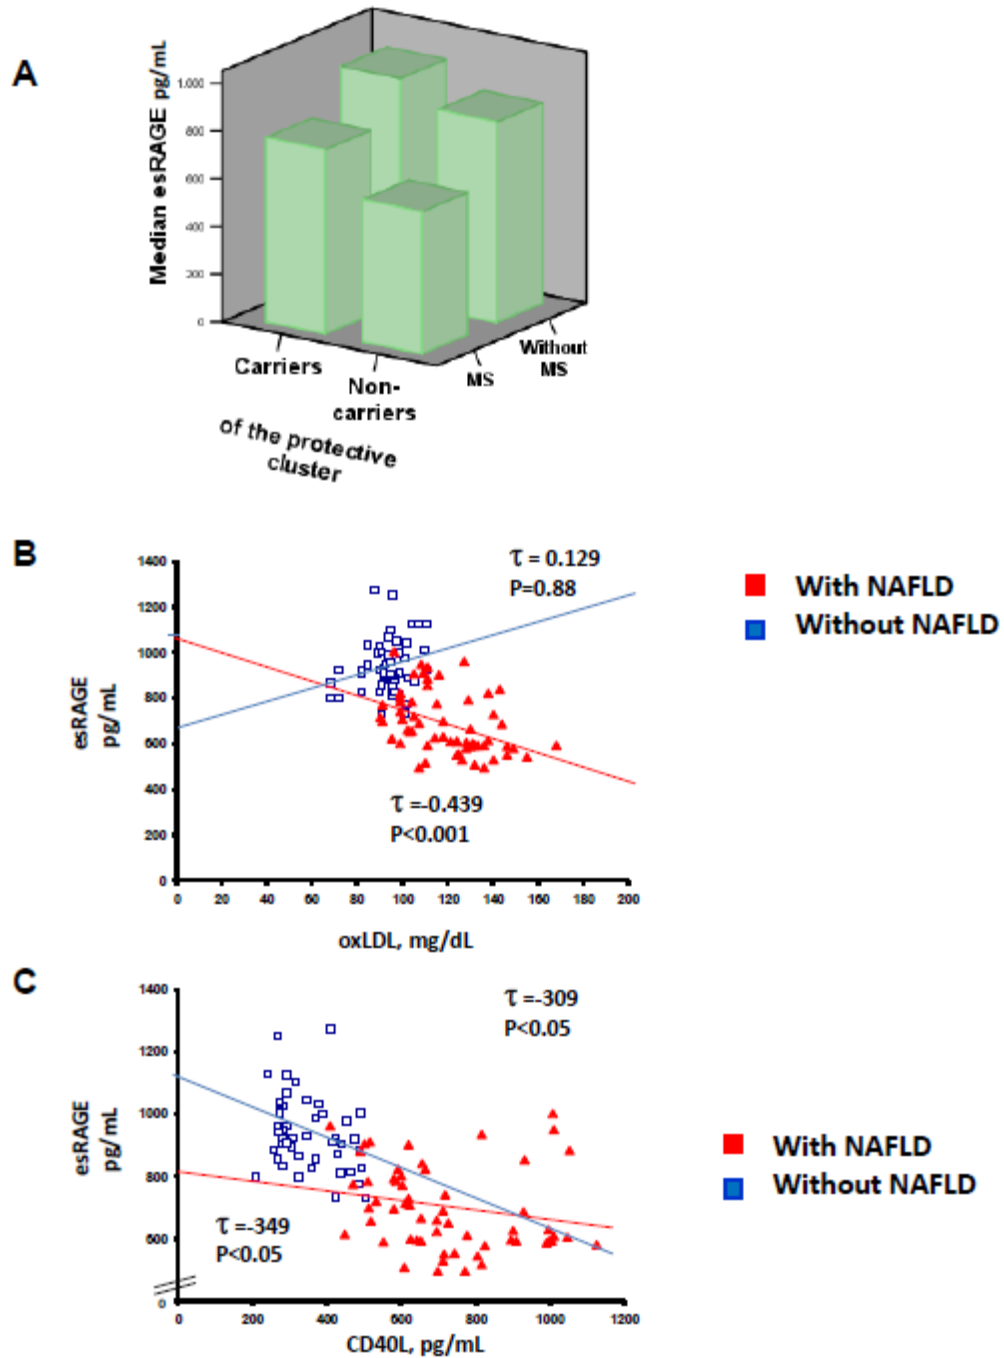 A
Median esRAGE pg/mL
1.000
800
600
400
200
0
Carriers
Non-
carriers
MS
Without
MS
of the protective
cluster
B
esRAGE
pg/mL
1400
1200
1000
800
600
400
200
0
τ = 0.129
P=0.88
τ =-0.439
P<0.001
0 20 40 60 80 100 120 140 160 180 200
oxLDL, mg/dL
With NAFLD
Without NAFLD
C
esRAGE
pg/mL
1400
1200
1000
800
600
0
τ =-309
P<0.05
τ =-349
P<0.05
0 200 400 600 800 1000 1200
CD40L, pg/mL
With NAFLD
Without NAFLD